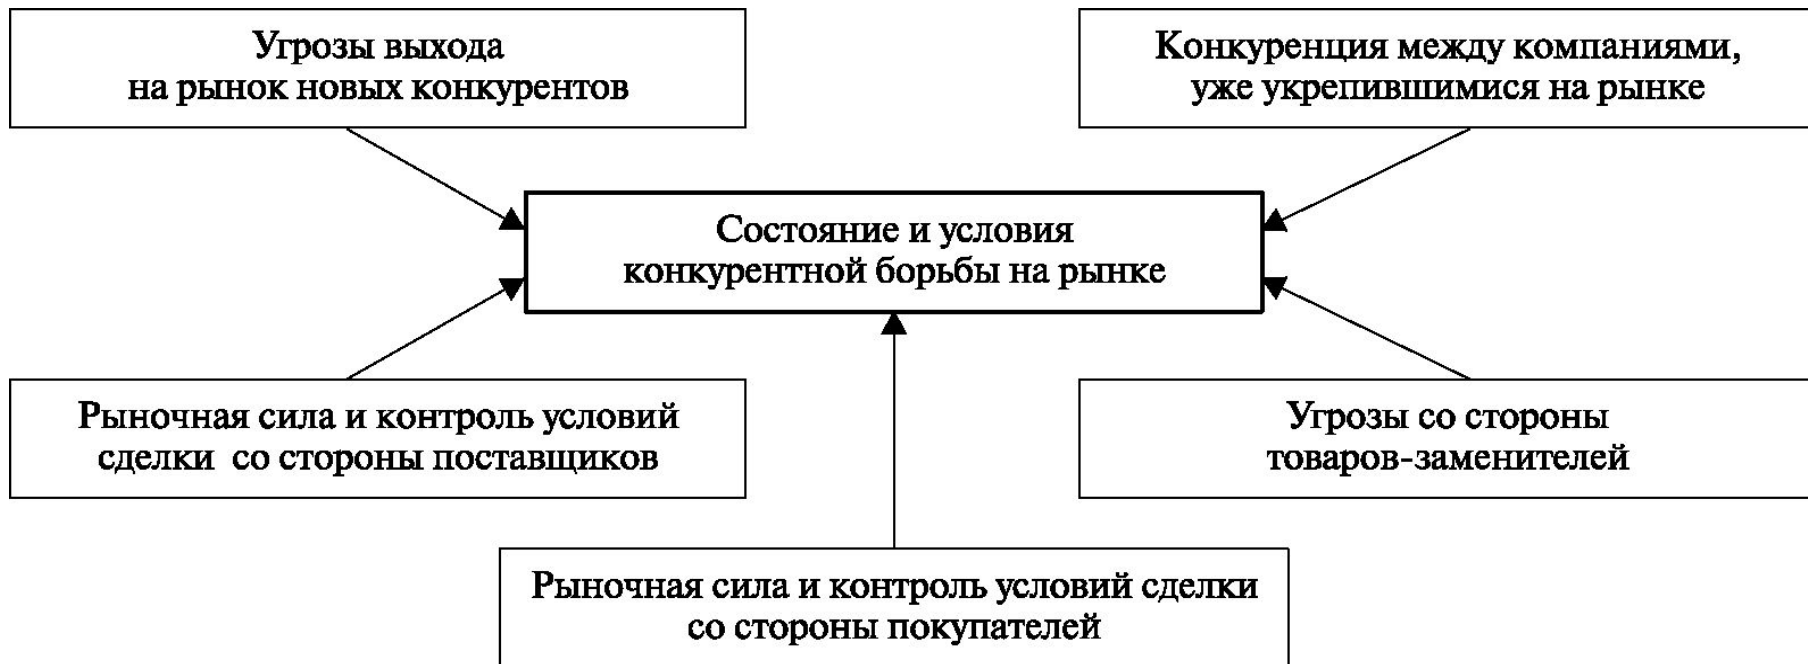 Угрозы выхода
на рынок новых конкурентов
Конкуренция между компаниями,
уже укрепившимися на рынке
Состояние и условия
конкурентной борьбы на рынке
Рыночная сила и контроль условий
сделки со стороны поставщиков
Угрозы со стороны
товаров-заменителей
Рыночная сила и контроль условий сделки
со стороны покупателей